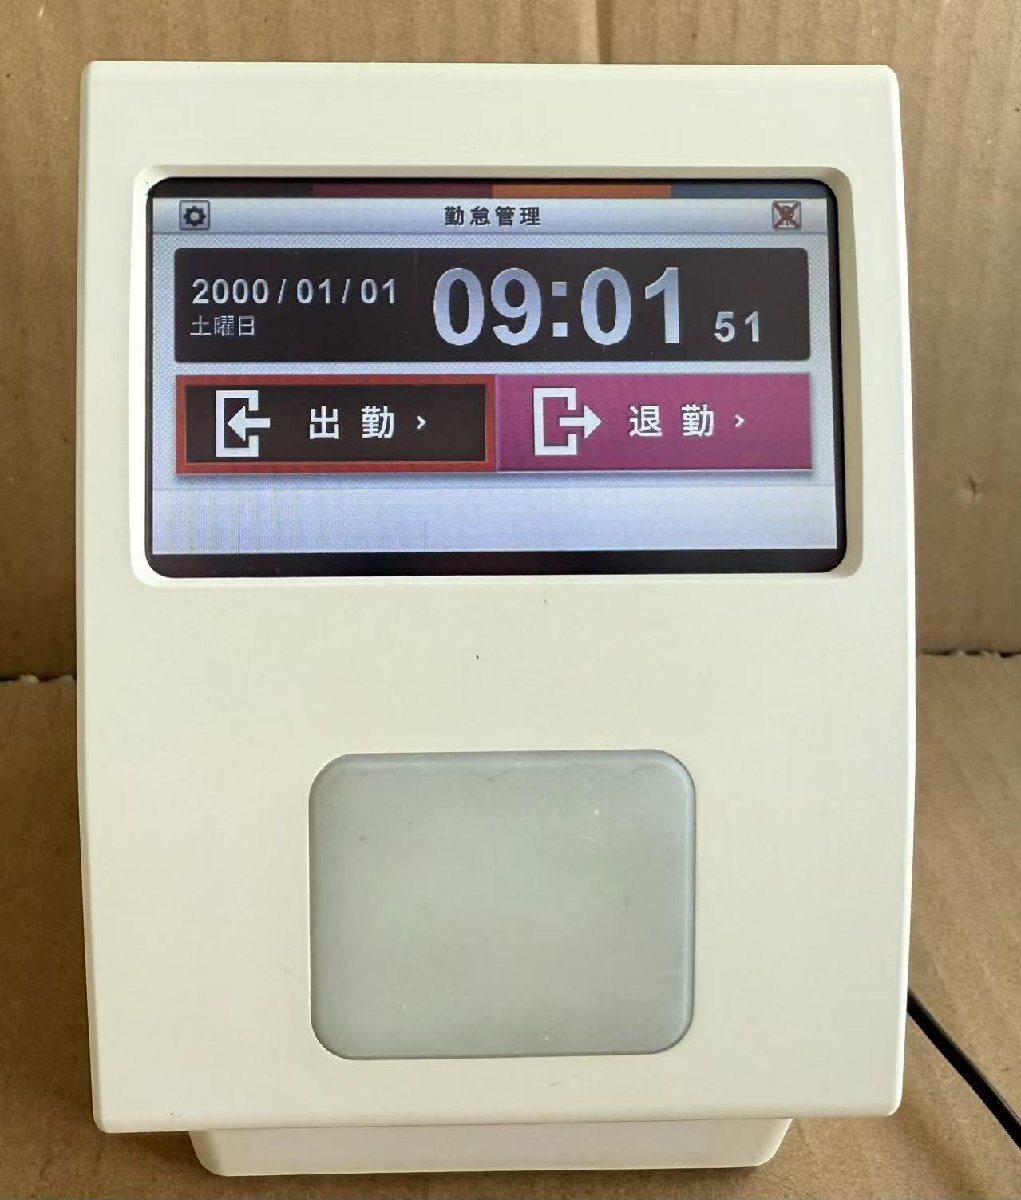 勤怠管理
2000/01/01
土曜日
09:01 51
出勤 ›
退勤 ›